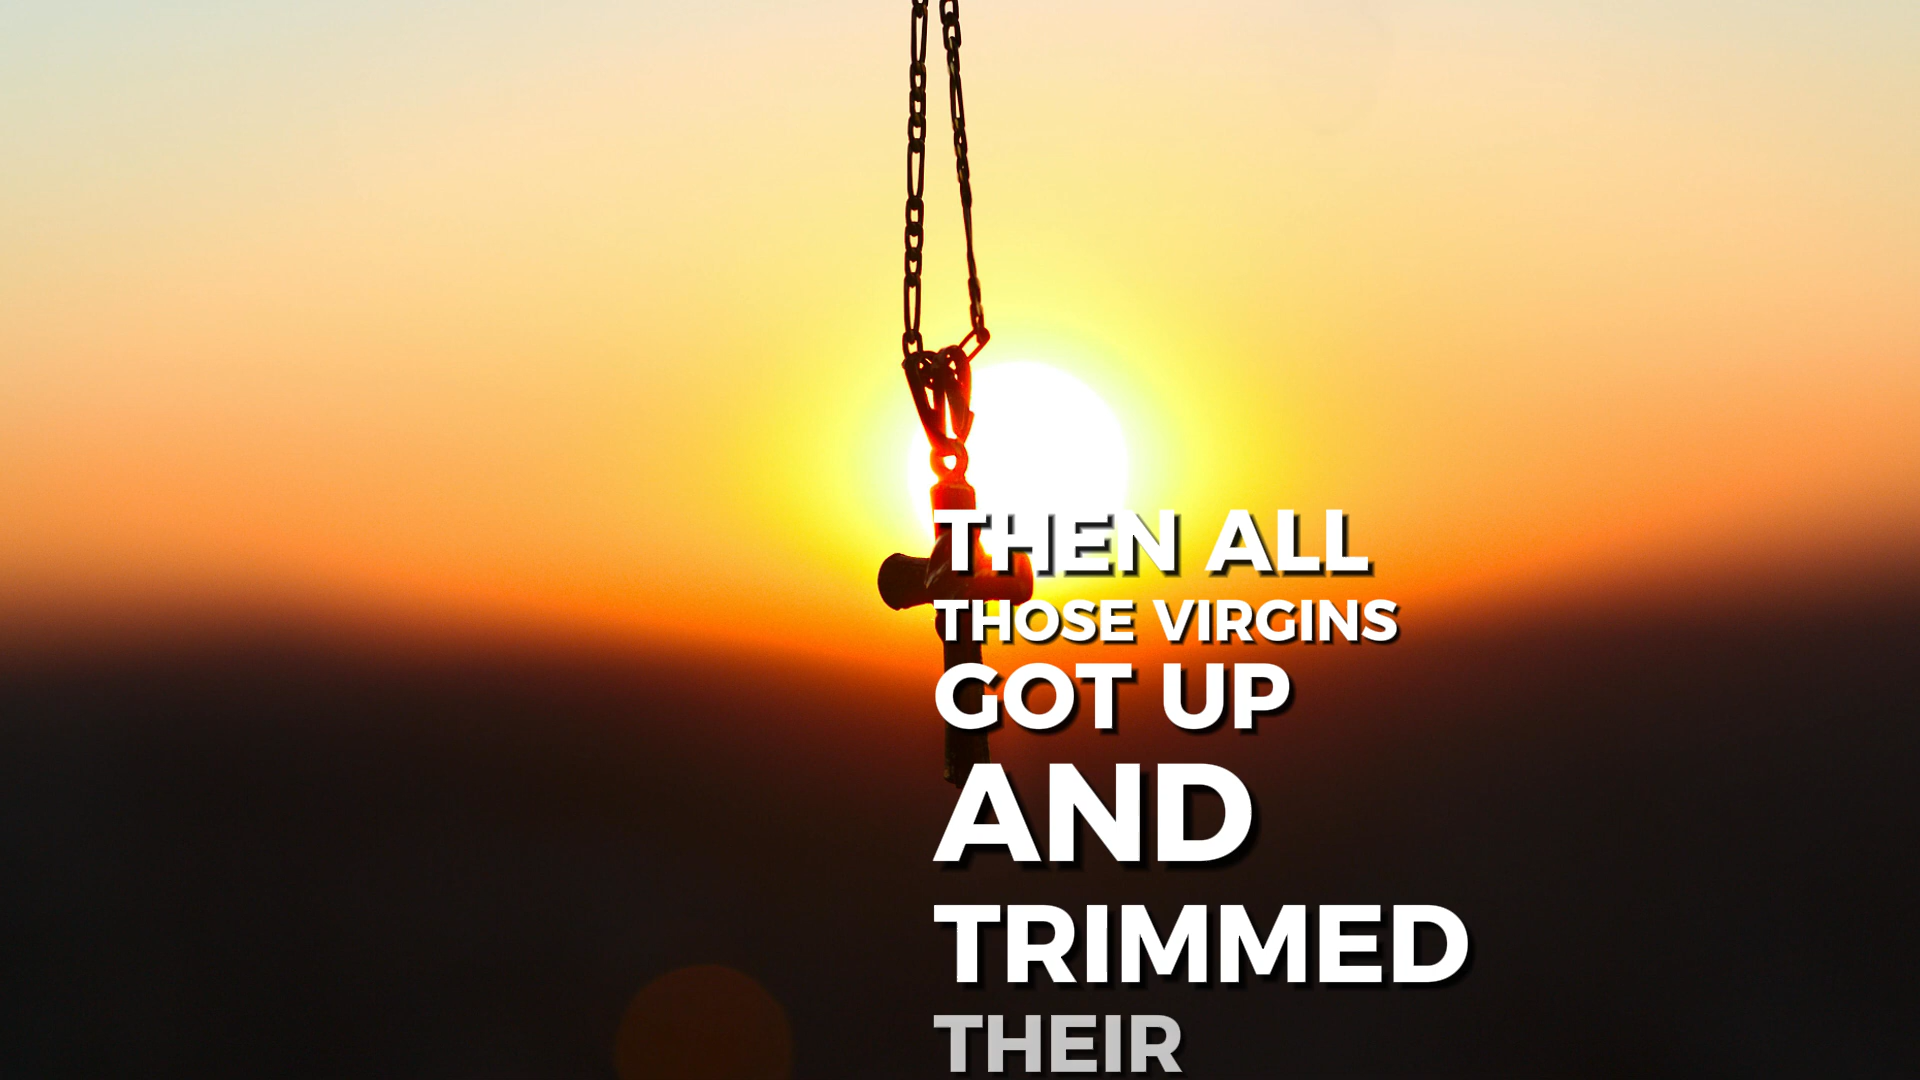 THEN ALL
THOSE VIRGINS
GOT UP
AND
TRIMMED
THEIR